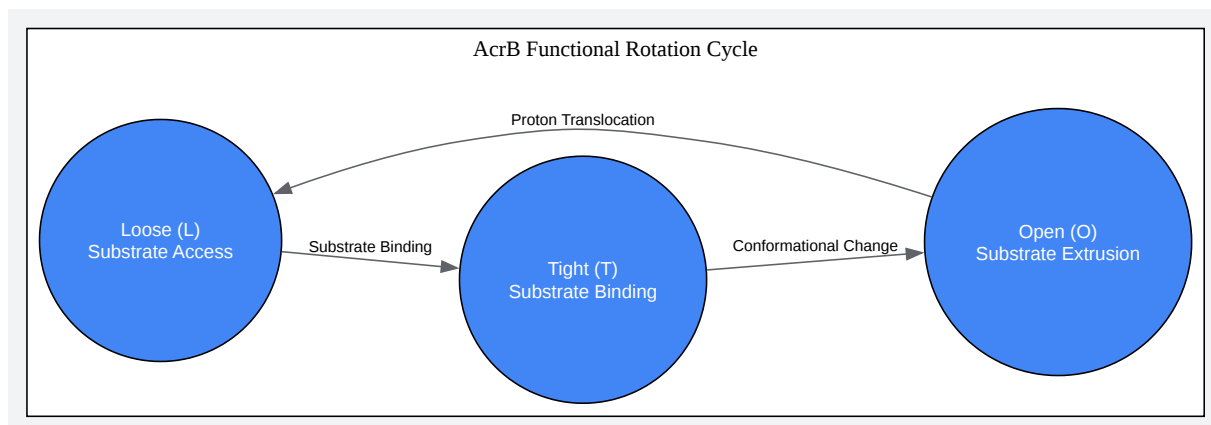 AcrB Functional Rotation Cycle
Proton Translocation
Loose (L)
Substrate Access
Substrate Binding
Tight (T)
Substrate Binding
Conformational Change
Open (O)
Substrate Extrusion